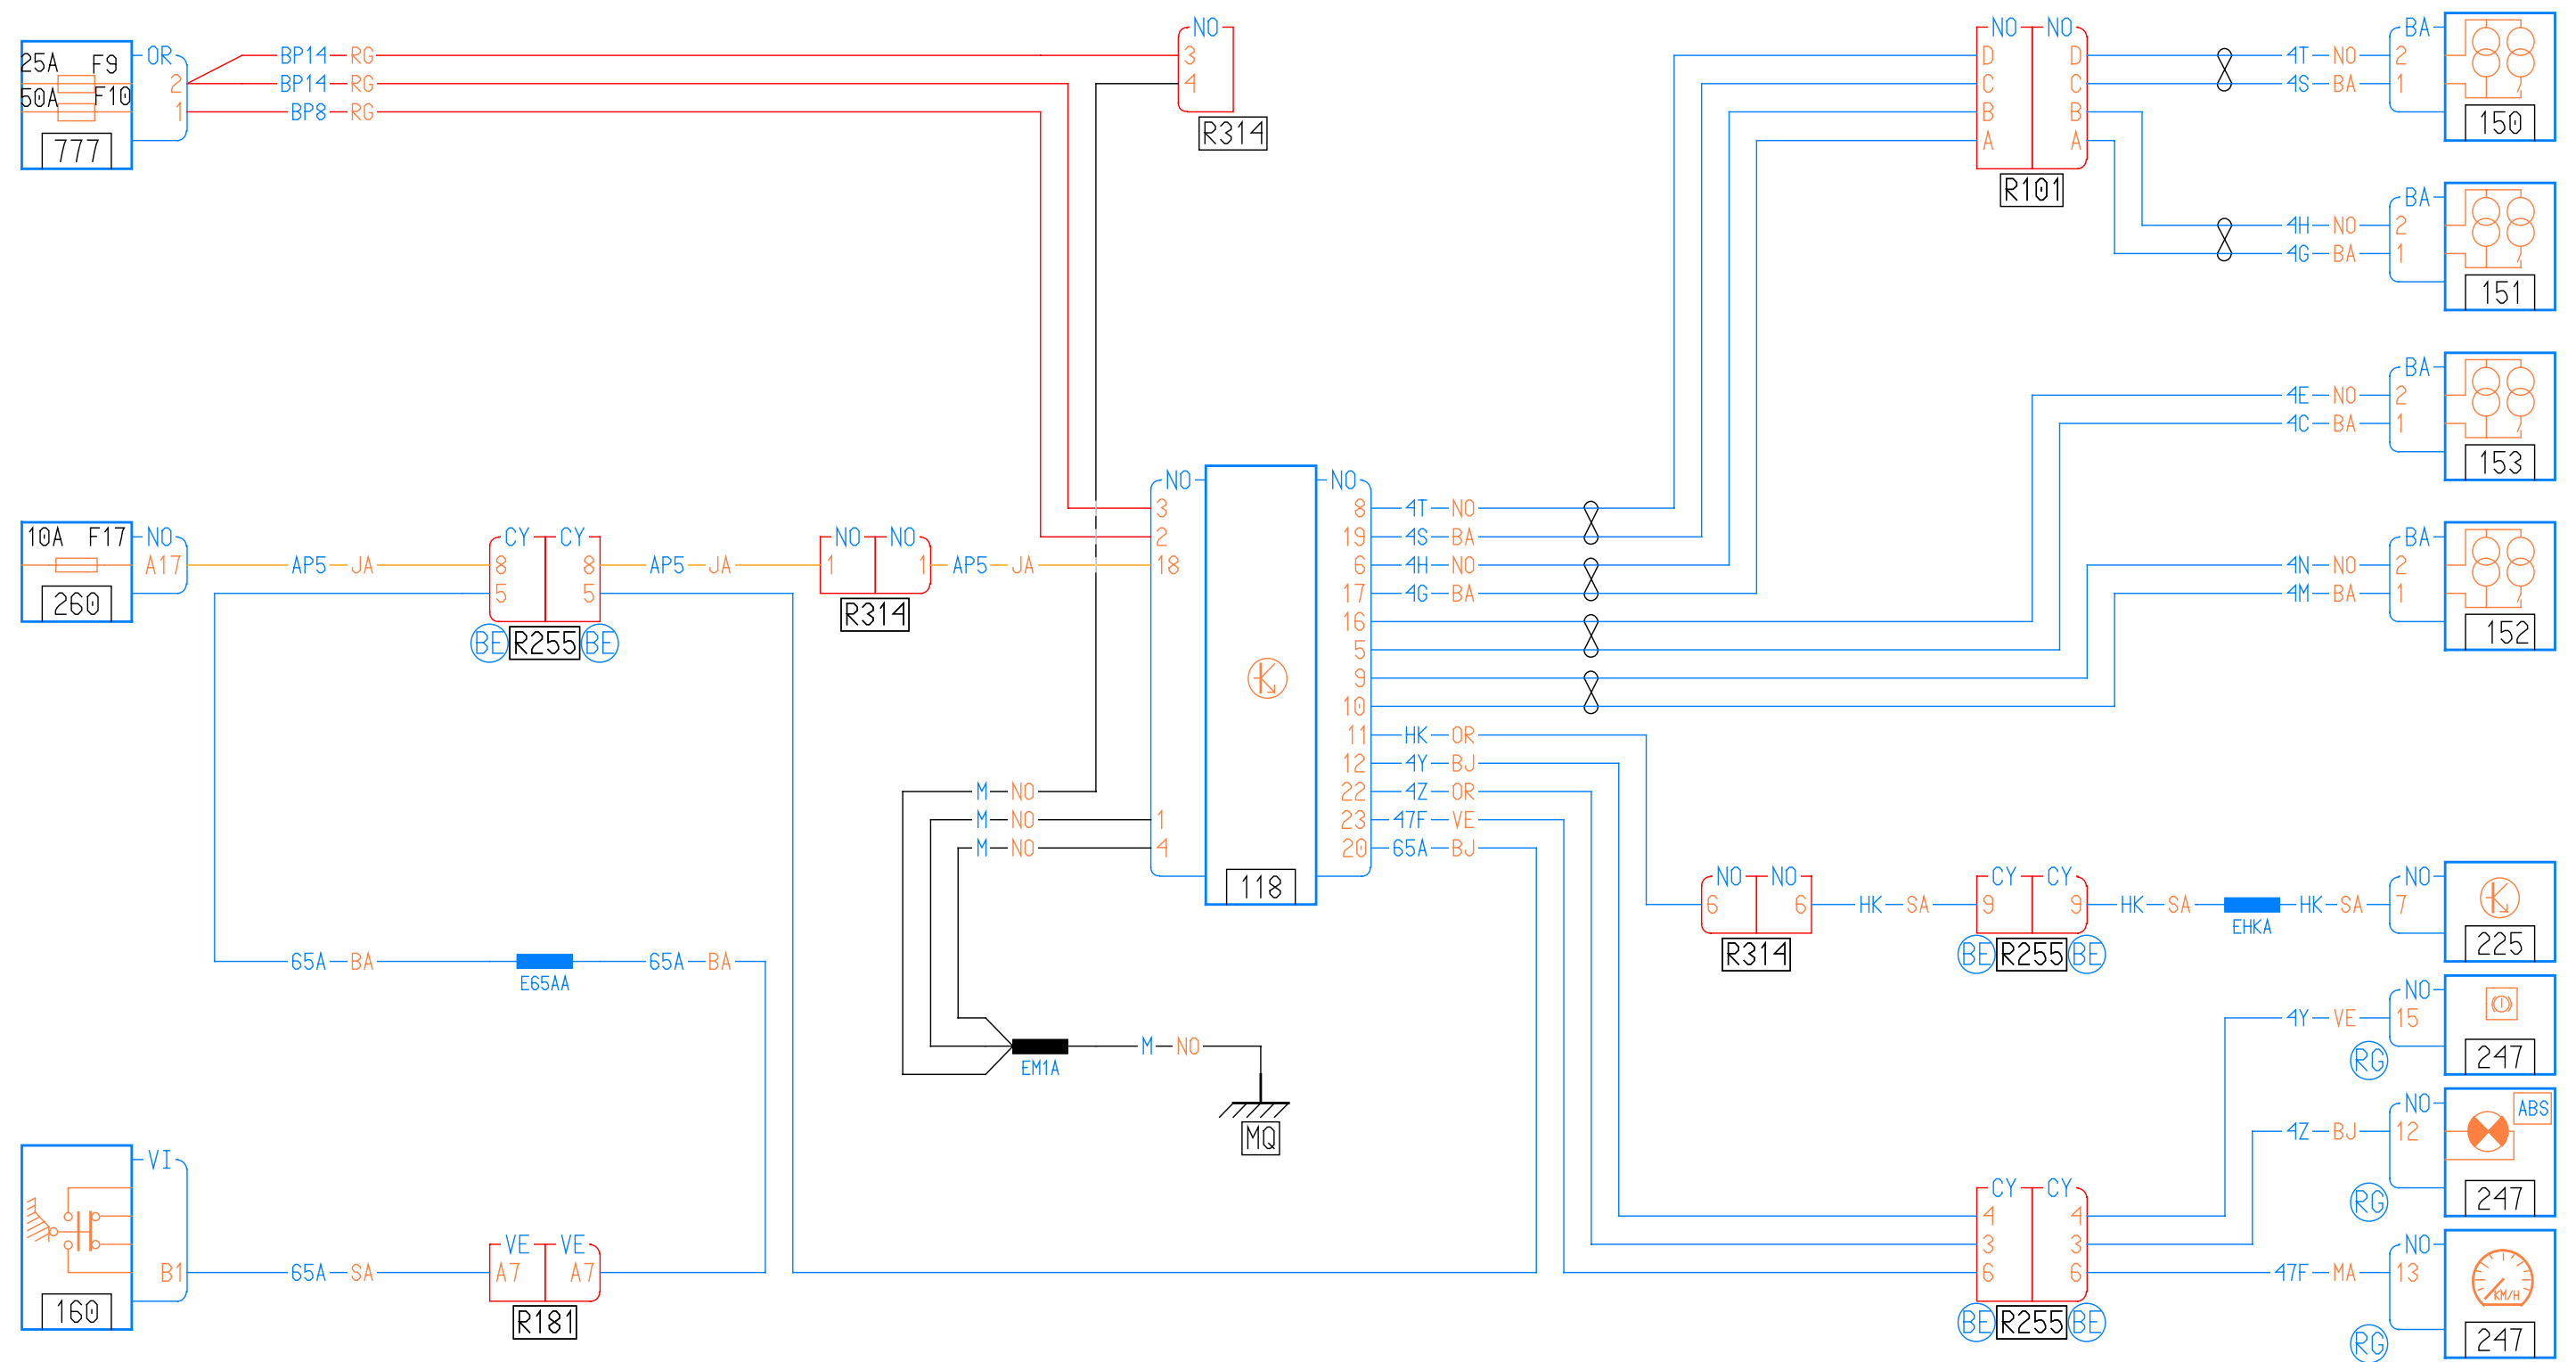 NO
NO NO
BA
25A F9
OR
BP14 RG
3
D D
4T NO
2
2
BP14 RG
4
C C
4S BA
1
50A F10
1
BP8 RG
B B
150
777
R314
A A
R101
BA
4H NO
2
4G BA
1
151
BA
4E NO
2
4C BA
1
153
NO
NO
3
8
4T NO
10A F17
NO
CY CY
NO NO
2
19
4S BA
BA
A17
AP5 JA
8 8
AP5 JA
1 1
AP5 JA
18
6
4H NO
4N NO
2
5 5
17
4G BA
4M BA
1
260
R314
16
BE R255 BE
5
152
9
10
11
HK OR
12
4Y BJ
M NO
22
4Z OR
M NO
1
23
47F VE
M NO
4
20
65A BJ
118
NO NO
CY CY
NO
6 6
HK SA
9 9
HK SA
HK SA
7
EHKA
R314
BE R255 BE
225
65A BA
65A BA
E65AA
NO
4Y VE
15
M NO
EM1A
RG
247
NO
ABS
MQ
4Z BJ
12
VI
CY CY
RG
247
4 4
VE VE
3 3
NO
B1
65A SA
A7 A7
6 6
47F MA
13
KM/H
160
R181
BE R255 BE
RG
247